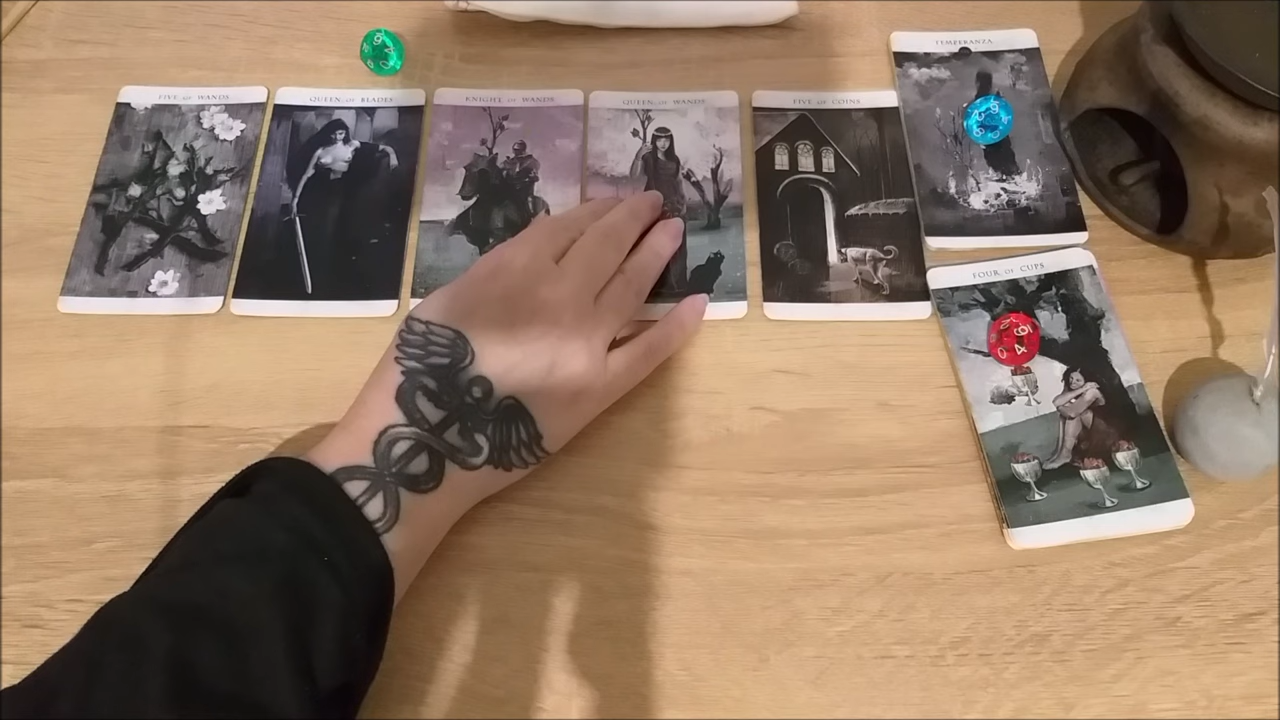 FIVE OF WANDS
QUEEN OF BLADES
KNIGHT OF WANDS
QUEEN OF WANDS
FIVE OF COINS
TEMPERANZA
FOUR OF CUPS